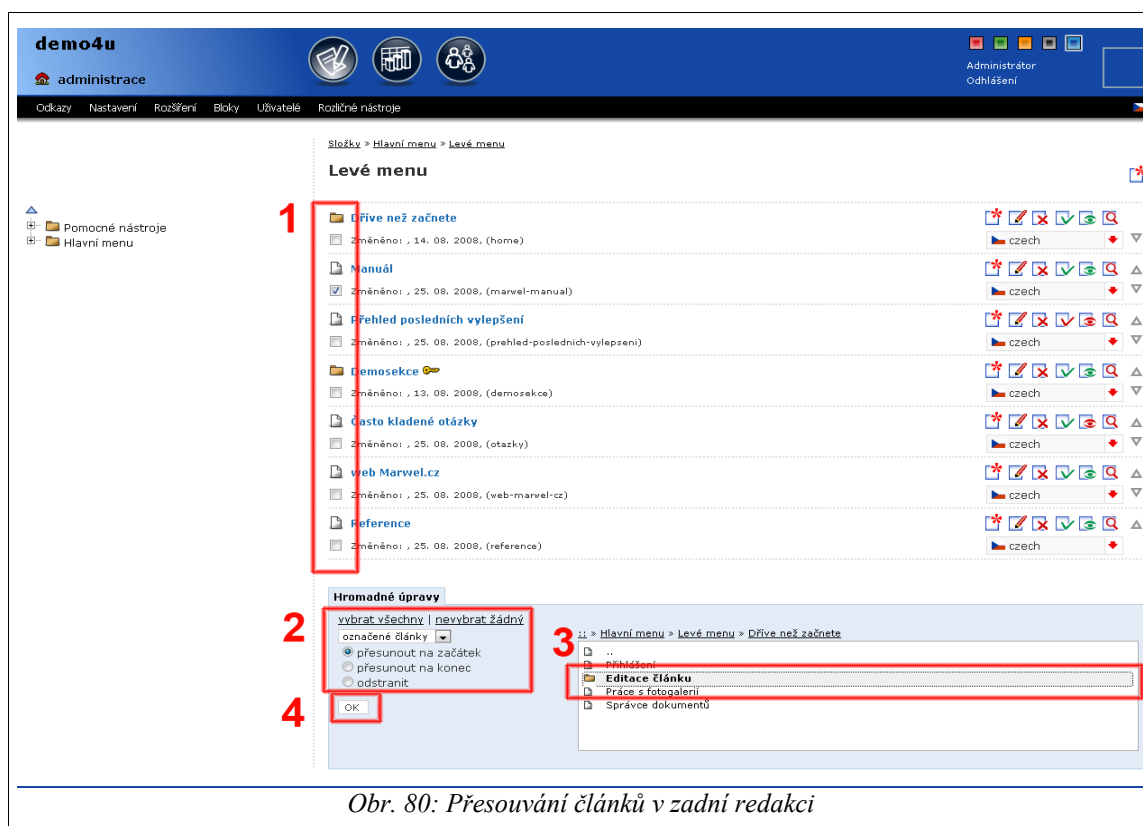 demo4u
administrace
Administrátor
Odhlášení
Odkazy Nastavení Rozšíření Bloky Uživatelé Rozličné nástroje
Složky » Hlavní menu » Levé menu
Levé menu
Pomocné nástroje
Hlavní menu
1
Dříve než začnete
Změněno: , 14. 08. 2008, (home)
czech
Manuál
Změněno: , 25. 08. 2008, (marwel-manual)
czech
Přehled posledních vylepšení
Změněno: , 25. 08. 2008, (prehled-poslednich-vylepseni)
czech
Demosekce
Změněno: , 13. 08. 2008, (demosekce)
czech
Často kladené otázky
Změněno: , 25. 08. 2008, (otazky)
czech
web Marwel.cz
Změněno: , 25. 08. 2008, (web-marvel-cz)
czech
Reference
Změněno: , 25. 08. 2008, (reference)
czech
Hromadné úpravy
2
vybrat všechny | nevybrat žádný
označené články
přesunout na začátek
přesunout na konec
odstranit
4
OK
3
:: » Hlavní menu » Levé menu » Dříve než začnete
..
Přihlášení
Editace článku
Práce s fotogalerií
Správce dokumentů
Obr. 80: Přesouvání článků v zadní redakci